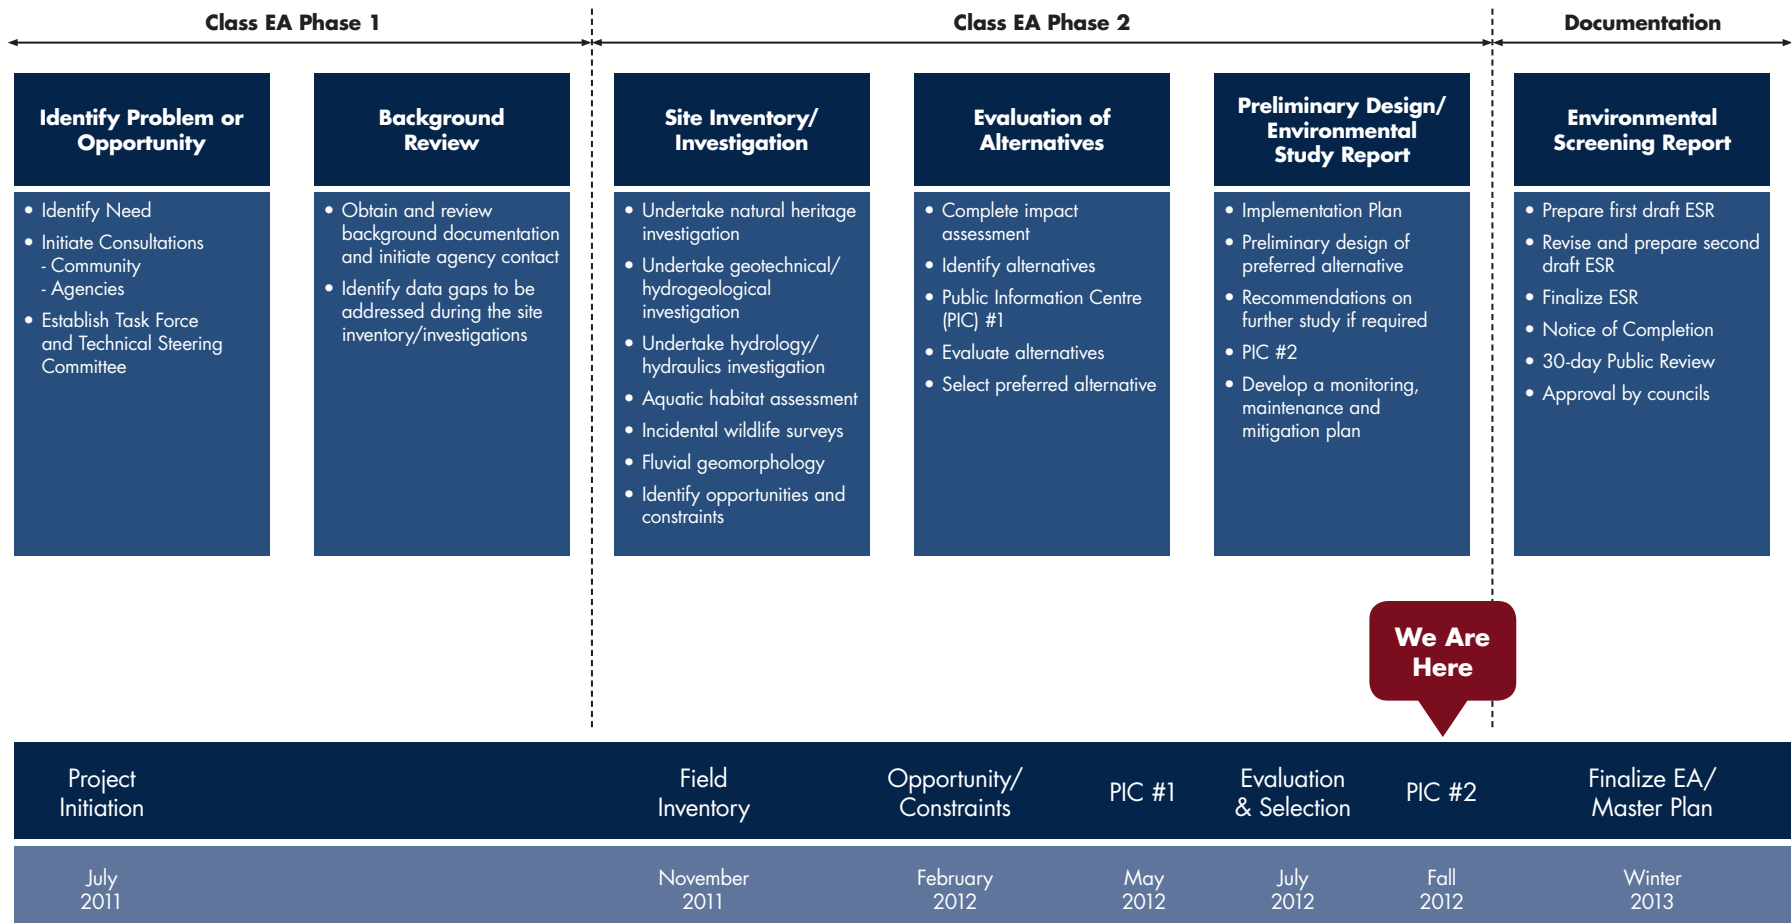 Class EA Phase 1
Class EA Phase 2
Documentation
Identify Problem or
Opportunity
• Identify Need
• Initiate Consultations
- Community
- Agencies
• Establish Task Force
and Technical Steering
Committee
Background
Review
• Obtain and review
background documentation
and initiate agency contact
• Identify data gaps to be
addressed during the site
inventory/investigations
Site Inventory/
Investigation
• Undertake natural heritage
investigation
• Undertake geotechnical/
hydrogeological
investigation
• Undertake hydrology/
hydraulics investigation
• Aquatic habitat assessment
• Incidental wildlife surveys
• Fluvial geomorphology
• Identify opportunities and
constraints
Evaluation of
Alternatives
• Complete impact
assessment
• Identify alternatives
• Public Information Centre
(PIC) #1
• Evaluate alternatives
• Select preferred alternative
Preliminary Design/
Environmental
Study Report
• Implementation Plan
• Preliminary design of
preferred alternative
• Recommendations on
further study if required
• PIC #2
• Develop a monitoring,
maintenance and
mitigation plan
Environmental
Screening Report
• Prepare first draft ESR
• Revise and prepare second
draft ESR
• Finalize ESR
• Notice of Completion
• 30-day Public Review
• Approval by councils
We Are
Here
Project
Initiation
Field
Inventory
Opportunity/
Constraints
PIC #1
Evaluation
& Selection
PIC #2
Finalize EA/
Master Plan
July
2011
November
2011
February
2012
May
2012
July
2012
Fall
2012
Winter
2013